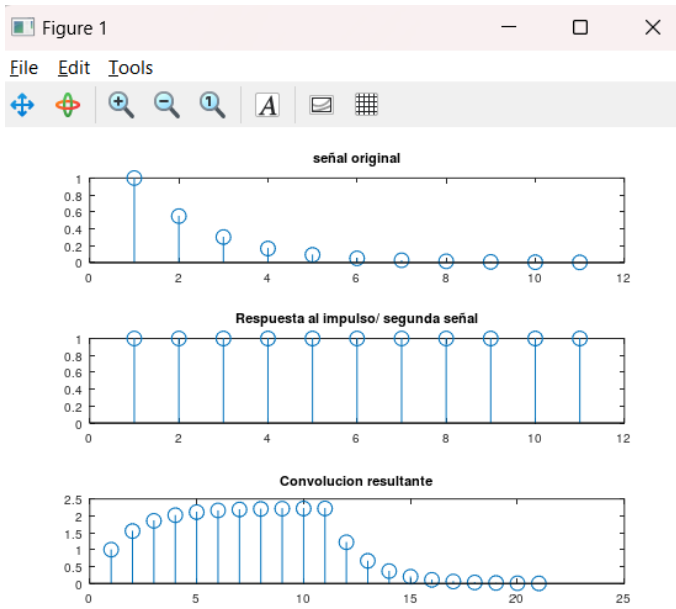 Figure 1
File Edit Tools
A
señal original
1
0.8
0.6
0.4
0.2
0
0 2 4 6 8 10 12
Respuesta al impulso/ segunda señal
1
0.8
0.6
0.4
0.2
0
0 2 4 6 8 10 12
Convolucion resultante
2.5
2
1.5
1
0.5
0
0 5 10 15 20 25